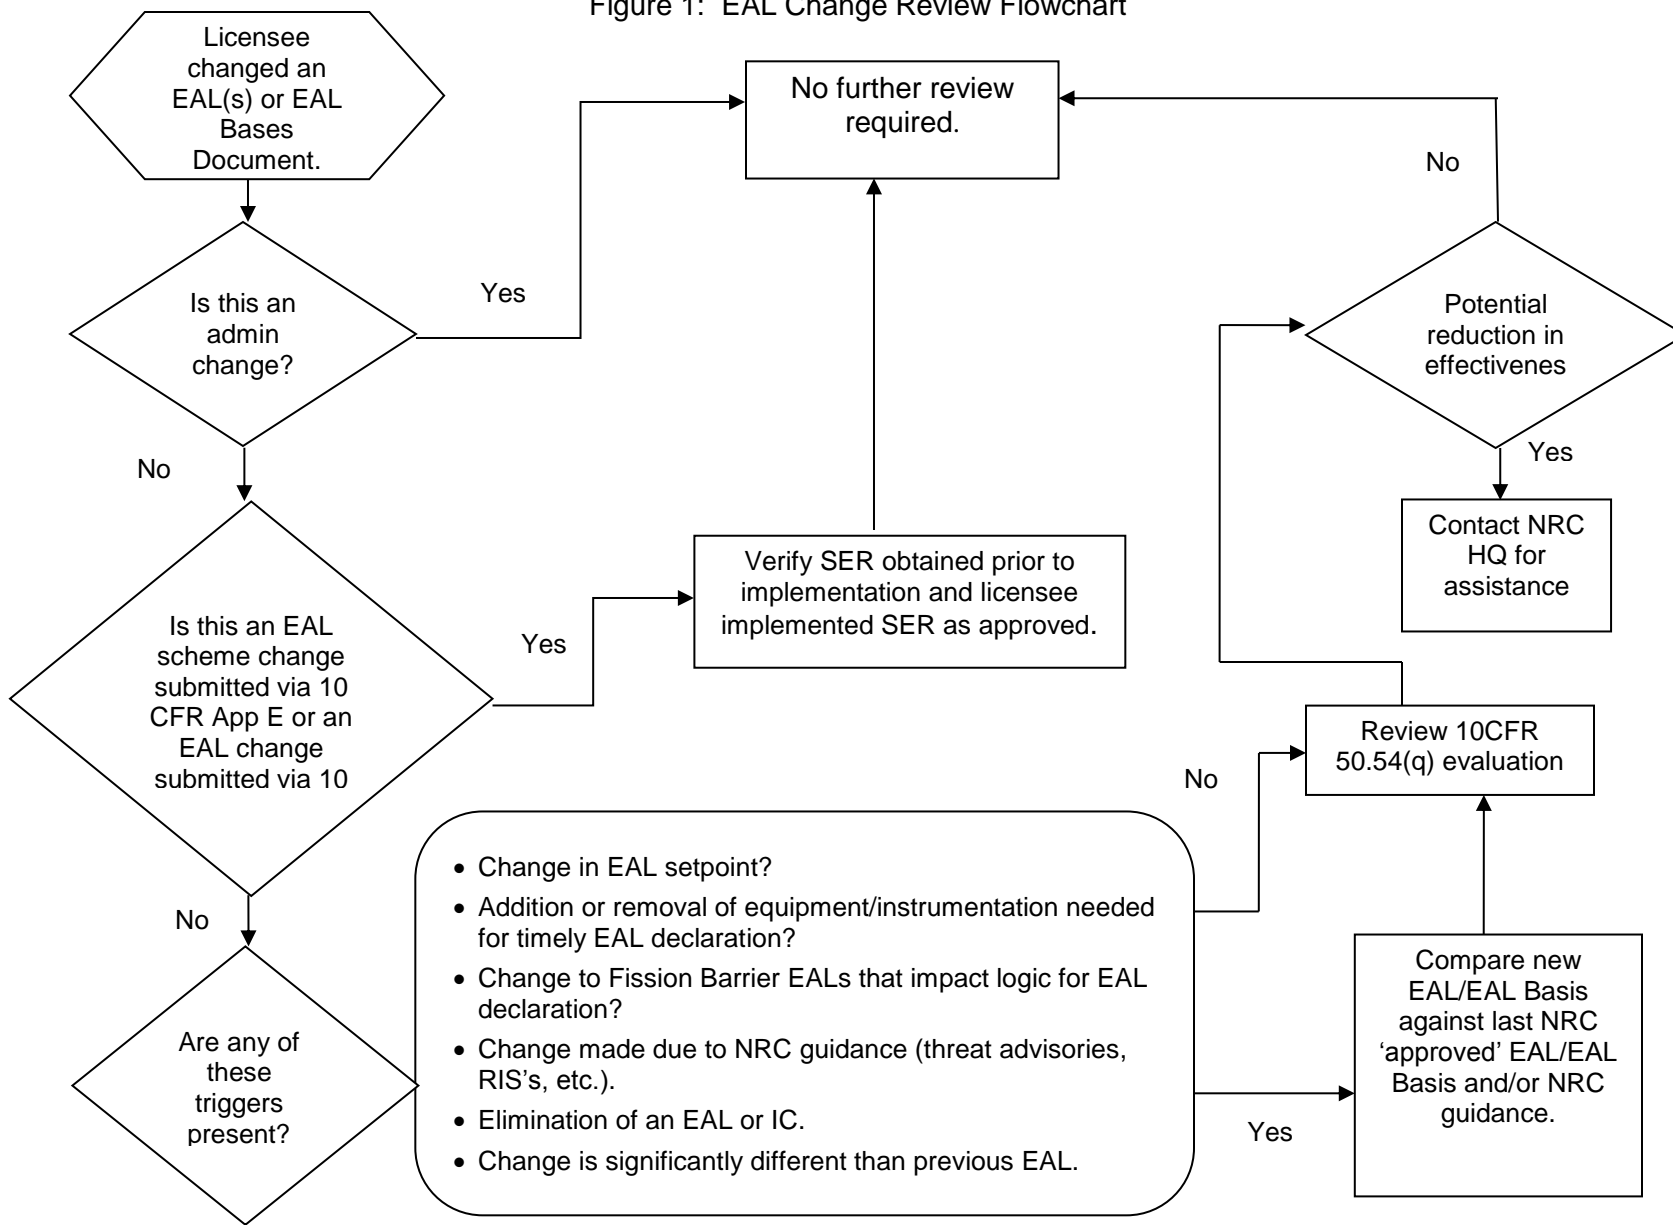 Figure 1:  EAL Change Review Flowchart
Licensee
changed an
EAL(s) or EAL
Bases
Document.
No further review
required.
No
Is this an
admin
change?
Yes
Potential
reduction in
effectivenes
No
Yes
Contact NRC
HQ for
assistance
Verify SER obtained prior to
implementation and licensee
implemented SER as approved.
Is this an EAL
scheme change
submitted via 10
CFR App E or an
EAL change
submitted via 10
Yes
Review 10CFR
50.54(q) evaluation
No
No
• Change in EAL setpoint?
• Addition or removal of equipment/instrumentation needed
for timely EAL declaration?
• Change to Fission Barrier EALs that impact logic for EAL
declaration?
• Change made due to NRC guidance (threat advisories,
RIS's, etc.).
• Elimination of an EAL or IC.
• Change is significantly different than previous EAL.
Are any of
these
triggers
present?
Yes
Compare new
EAL/EAL Basis
against last NRC
‘approved’ EAL/EAL
Basis and/or NRC
guidance.